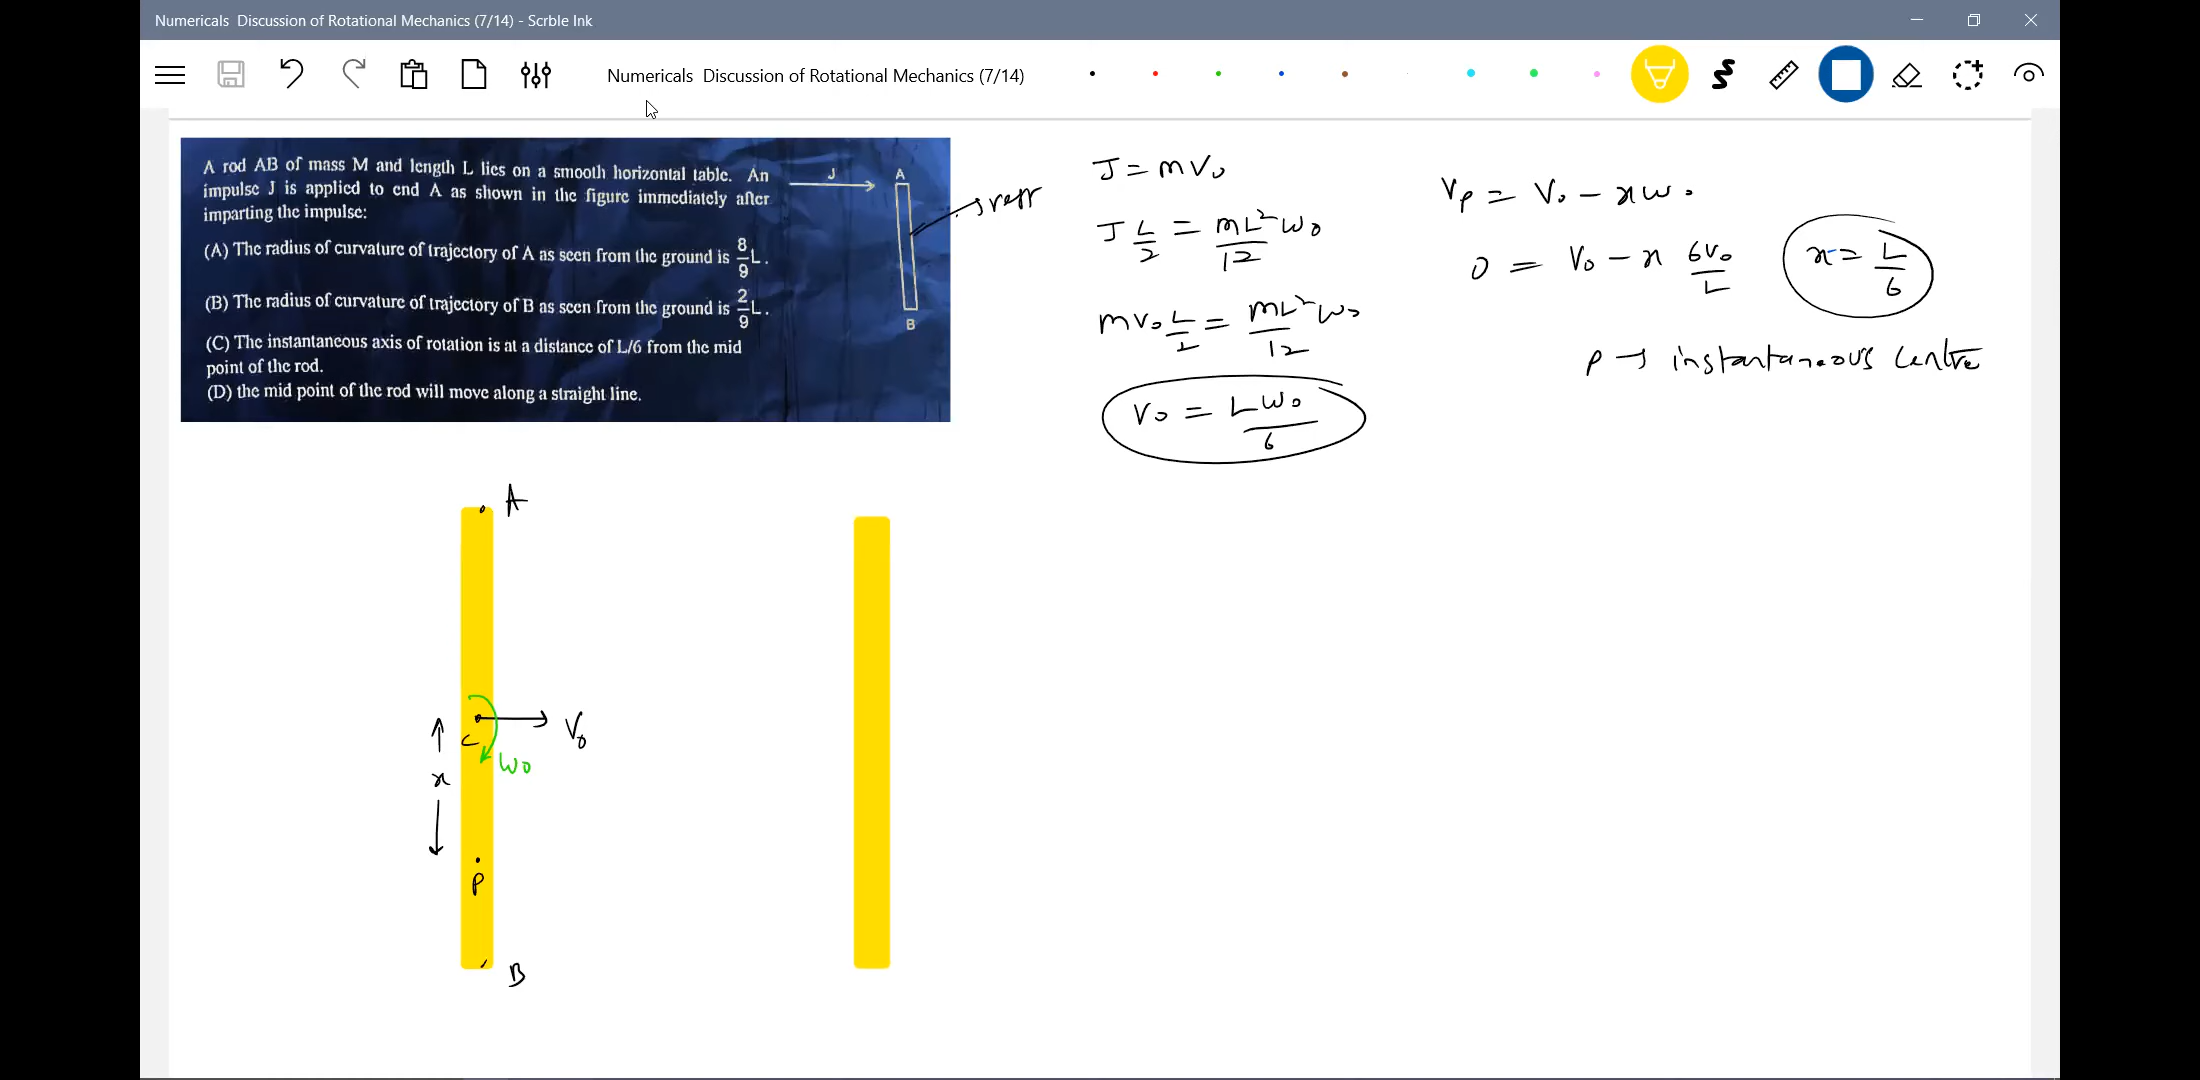 Numericals Discussion of Rotational Mechanics (7/14) - Scrble Ink
Numericals Discussion of Rotational Mechanics (7/14)
A rod AB of mass M and length L lies on a smooth horizontal table. An
impulse J is applied to end A as shown in the figure immediately after
imparting the impulse:
(A) The radius of curvature of trajectory of A as seen from the ground is 8/9 L.
(B) The radius of curvature of trajectory of B as seen from the ground is 2/9 L.
(C) The instantaneous axis of rotation is at a distance of L/6 from the mid
point of the rod.
(D) the mid point of the rod will move along a straight line.
J
A
B
J = mv₀
J L/2 = mL²/12 ω₀
mv₀ L/2 = mL²/12 ω₀
v₀ = Lω₀/6
vₚ = v₀ - xω₀
0 = v₀ - x 6v₀/L
x = L/6
P → instantaneous centre
A
C
V₀
ω₀
x
P
B